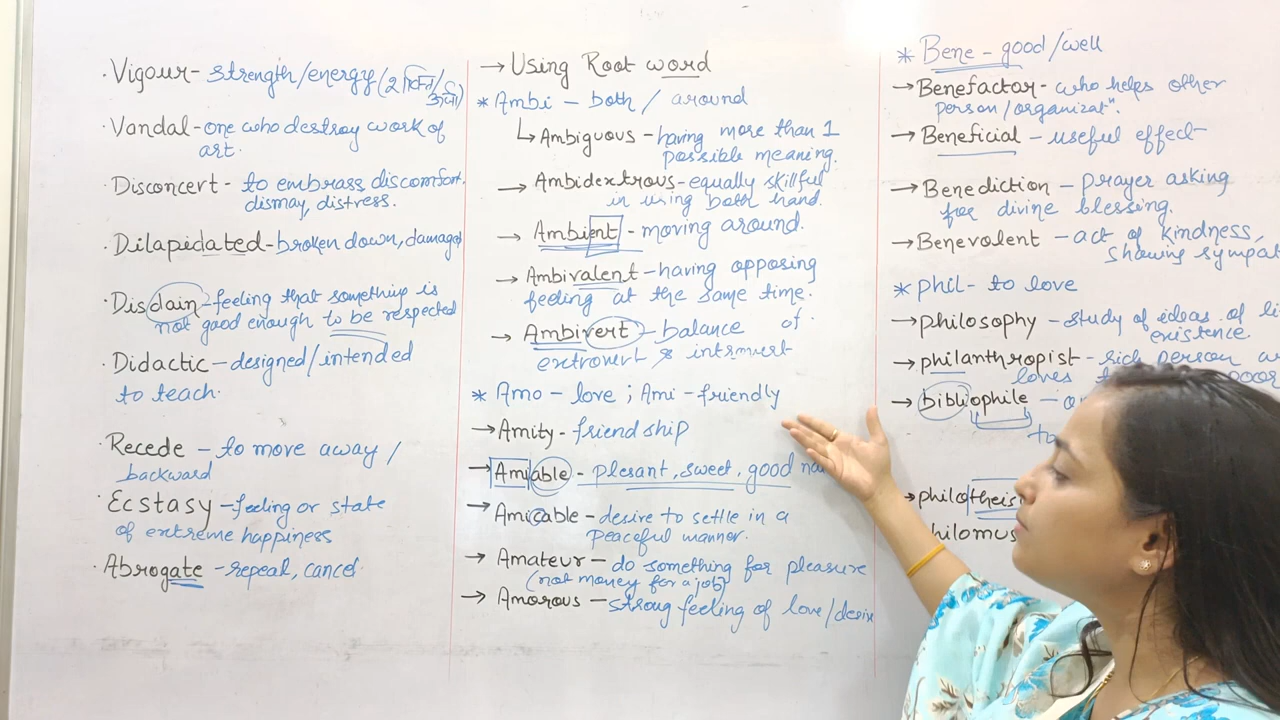 · Vigour - strength/energy (शक्ति/
ऊर्जा)
· Vandal - one who destroy work of
art.
· Disconcert - to embrass discomfort,
dismay, distress.
· Dilapidated - broken down, damaged
· Disdain - feeling that something is
not good enough to be respected
· Didactic - designed/intended
to teach.
· Recede - to move away /
backward
· Ecstasy - feeling or state
of extreme happiness
· Abrogate - repeal, cancel.
→ Using Root word
* Ambi - both / around
↳ Ambiguous - having more than 1
possible meaning.
→ Ambidextrous - equally skillful
in using both hand.
→ Ambient - moving around.
→ Ambivalent - having opposing
feeling at the same time.
→ Ambivert - balance of
extrovert & introvert
* Amo - love ; Ami - friendly
→ Amity - friendship
→ Amiable - plesant, sweet, good
→ Amicable - desire to settle in a
peaceful manner.
→ Amateur - do something for pleasure
(not money for a job)
→ Amorous - strong feeling of love/desire
* Bene - good/well
→ Benefactor - who helps other
person/organizatⁿ.
→ Beneficial - useful effect
→ Benediction - prayer asking
for divine blessing.
→ Benevolent - act of kindness,
showing sympat
* phil - to love
→ philosophy - study of ideas of
existence.
→ philanthropist - rich person
loves
→ bibliophile -
→ philotheis
philomus